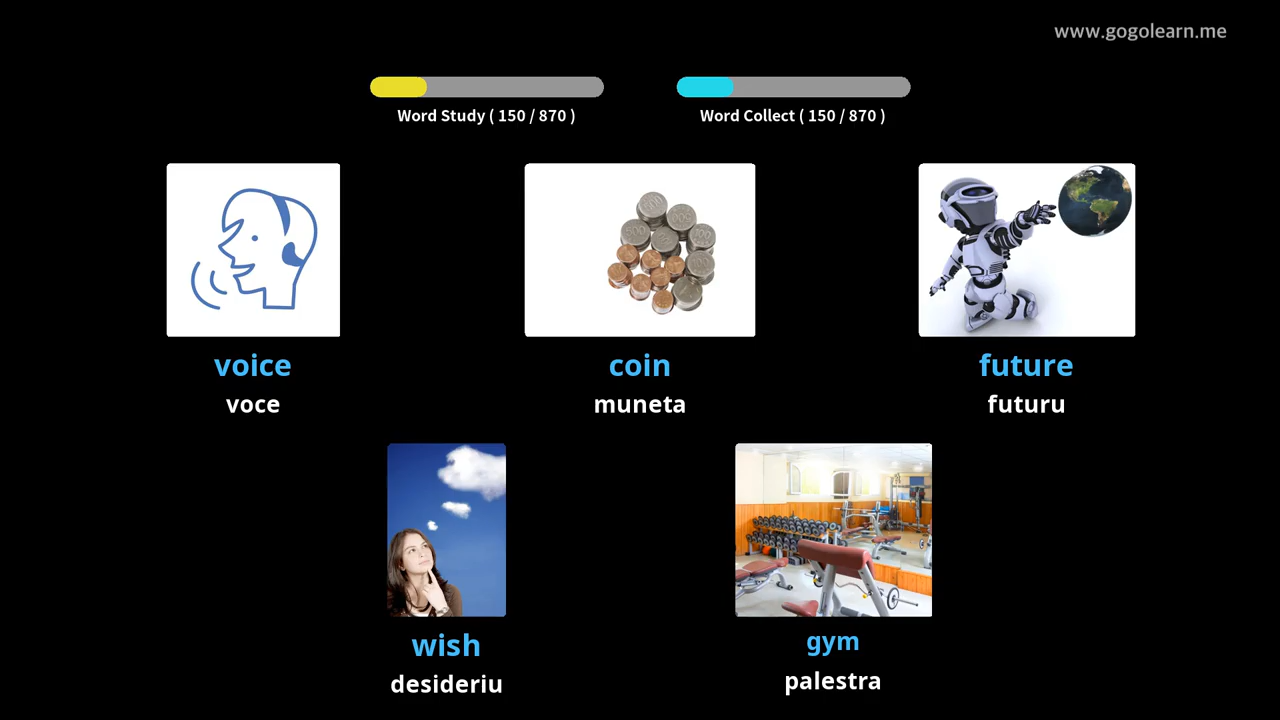 www.gogolearn.me
Word Study ( 150 / 870 )
Word Collect ( 150 / 870 )
voice
voce
coin
muneta
future
futuru
wish
desideriu
gym
palestra